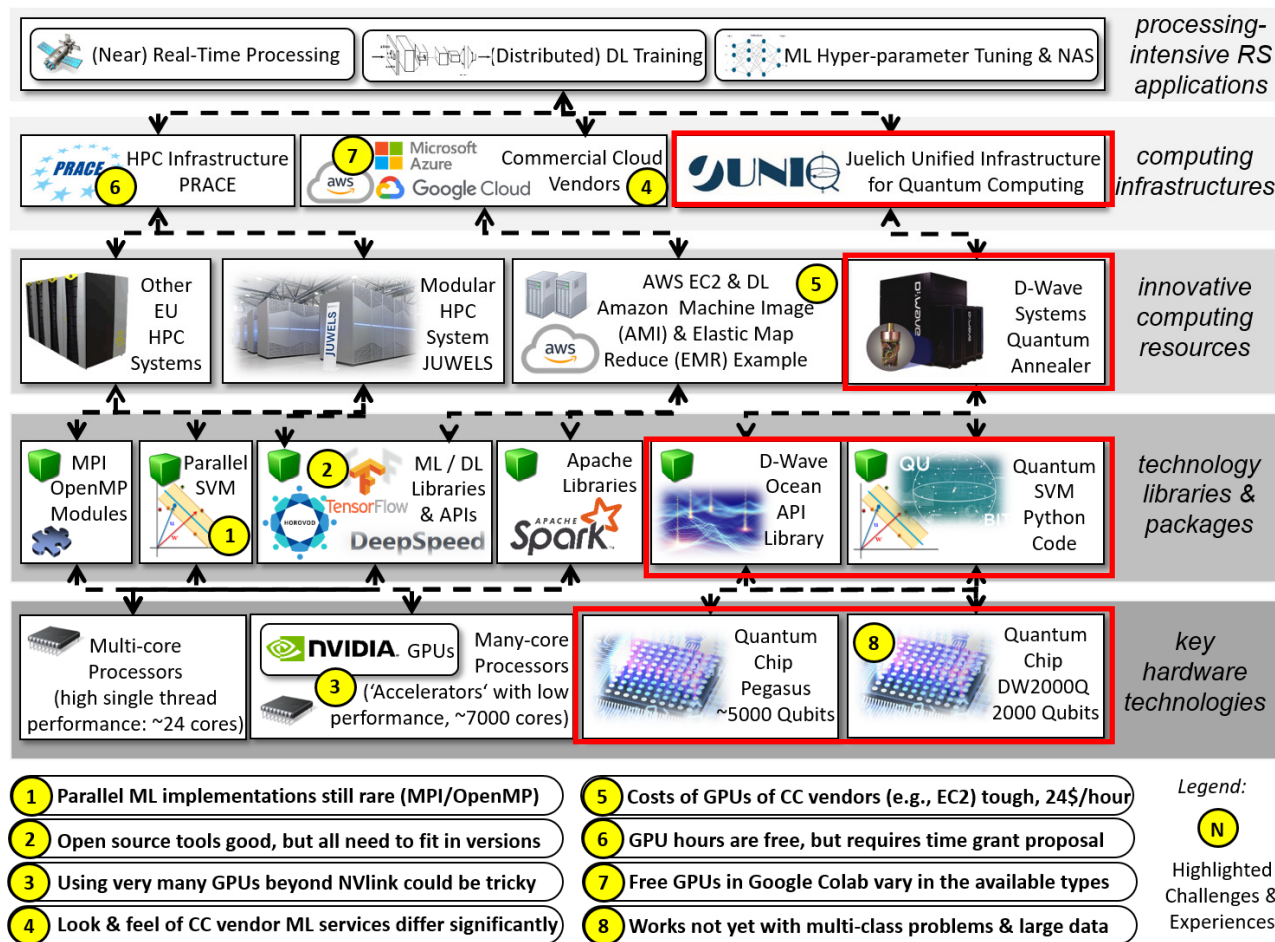 (Near) Real-Time Processing
(Distributed) DL Training
ML Hyper-parameter Tuning & NAS
processing-
intensive RS
applications
PRACE
6
HPC Infrastructure
PRACE
7
aws
Microsoft
Azure
Google Cloud
Commercial Cloud
Vendors
4
JUNIQ
Juelich Unified Infrastructure
for Quantum Computing
computing
infrastructures
Other
EU
HPC
Systems
JUWELS
Modular
HPC
System
JUWELS
aws
AWS EC2 & DL
Amazon Machine Image
(AMI) & Elastic Map
Reduce (EMR) Example
5
D:wave
D-Wave
Systems
Quantum
Annealer
innovative
computing
resources
MPI
OpenMP
Modules
Parallel
SVM
w
1
2
HOROVOD
TensorFlow
DeepSpeed
ML / DL
Libraries
& APIs
Apache
Libraries
APACHE
Spark
D-Wave
Ocean
API
Library
w
QU
BIT
Quantum
SVM
Python
Code
technology
libraries &
packages
Multi-core
Processors
(high single thread
performance: ~24 cores)
NVIDIA. GPUs
3
Many-core
Processors
('Accelerators' with low
performance, ~7000 cores)
Quantum
Chip
Pegasus
~5000 Qubits
8
Quantum
Chip
DW2000Q
2000 Qubits
key
hardware
technologies
1 Parallel ML implementations still rare (MPI/OpenMP)
2 Open source tools good, but all need to fit in versions
3 Using very many GPUs beyond NVlink could be tricky
4 Look & feel of CC vendor ML services differ significantly
5 Costs of GPUs of CC vendors (e.g., EC2) tough, 24$/hour
6 GPU hours are free, but requires time grant proposal
7 Free GPUs in Google Colab vary in the available types
8 Works not yet with multi-class problems & large data
Legend:
N
Highlighted
Challenges &
Experiences